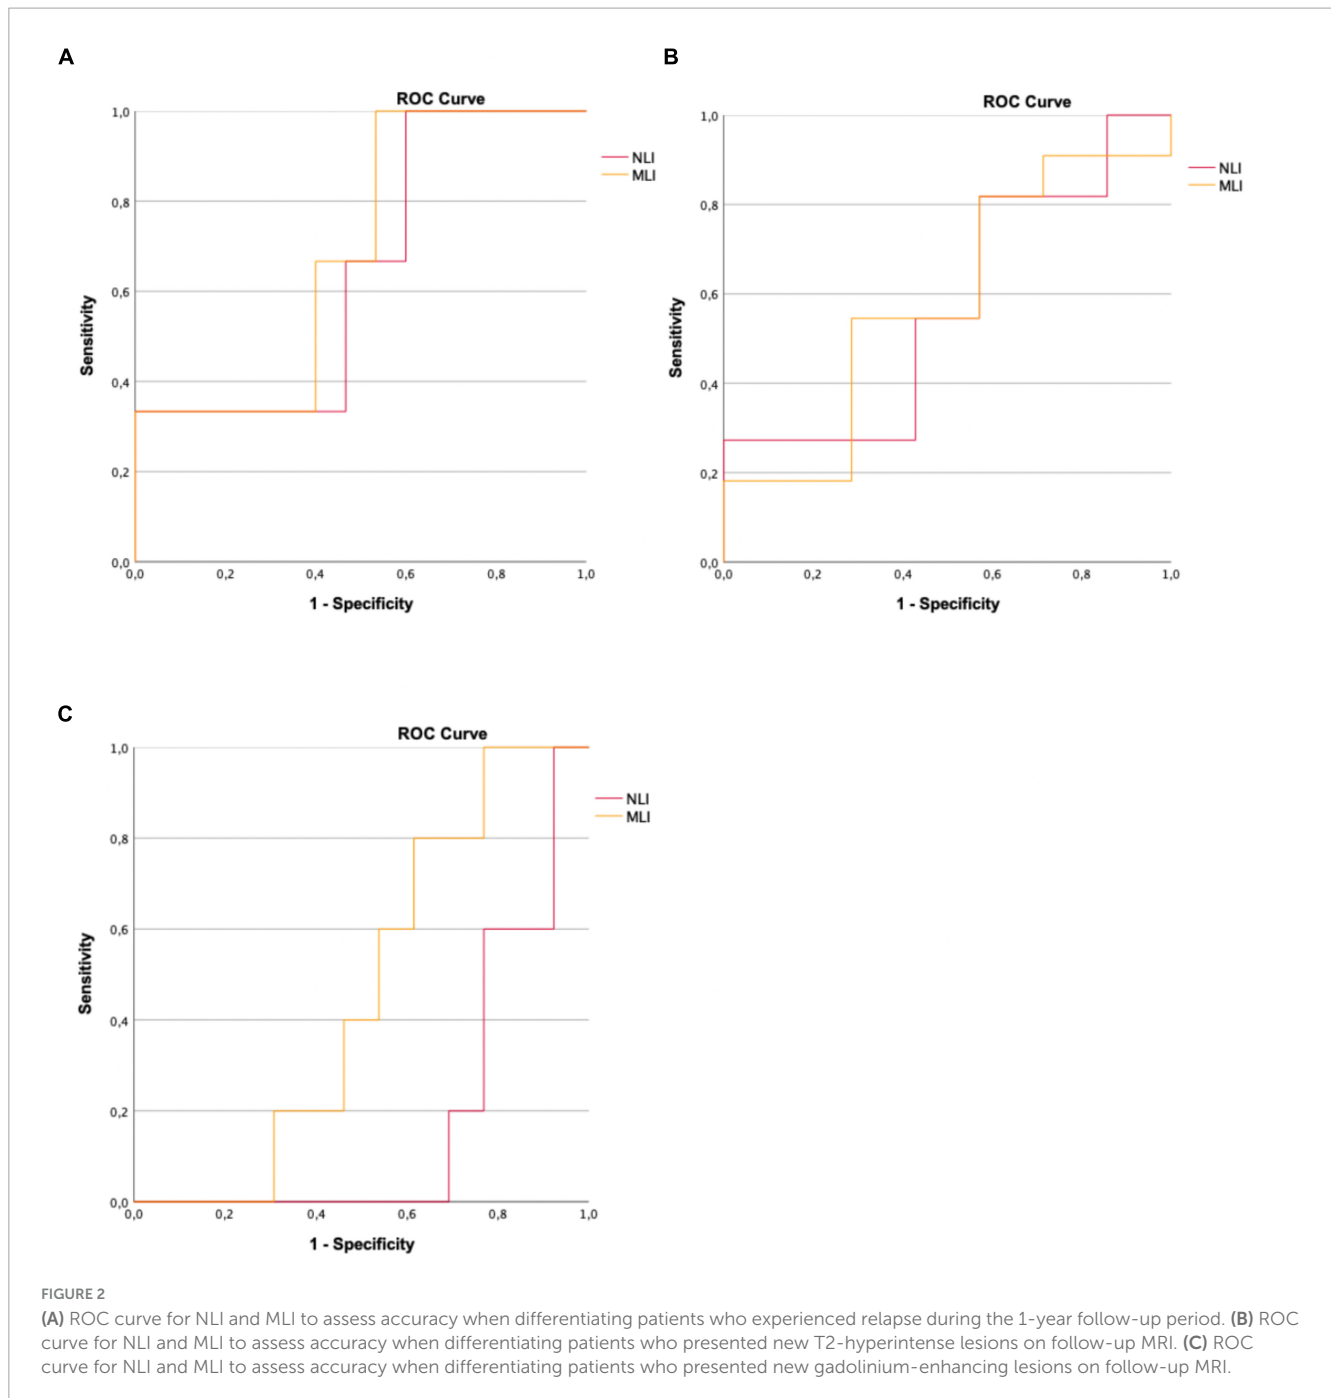 A
ROC Curve
1,0
0,8
0,6
0,4
0,2
0,0
0,0 0,2 0,4 0,6 0,8 1,0
Sensitivity
1 - Specificity
NLI
MLI
B
ROC Curve
1,0
0,8
0,6
0,4
0,2
0,0
0,0 0,2 0,4 0,6 0,8 1,0
Sensitivity
1 - Specificity
NLI
MLI
C
ROC Curve
1,0
0,8
0,6
0,4
0,2
0,0
0,0 0,2 0,4 0,6 0,8 1,0
Sensitivity
1 - Specificity
NLI
MLI
FIGURE 2
(A) ROC curve for NLI and MLI to assess accuracy when differentiating patients who experienced relapse during the 1-year follow-up period. (B) ROC
curve for NLI and MLI to assess accuracy when differentiating patients who presented new T2-hyperintense lesions on follow-up MRI. (C) ROC
curve for NLI and MLI to assess accuracy when differentiating patients who presented new gadolinium-enhancing lesions on follow-up MRI.